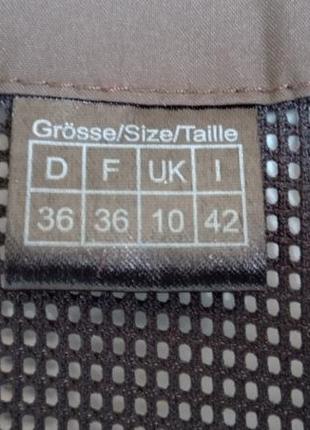 Grösse/Size/Taille
D F UK I
36 36 10 42